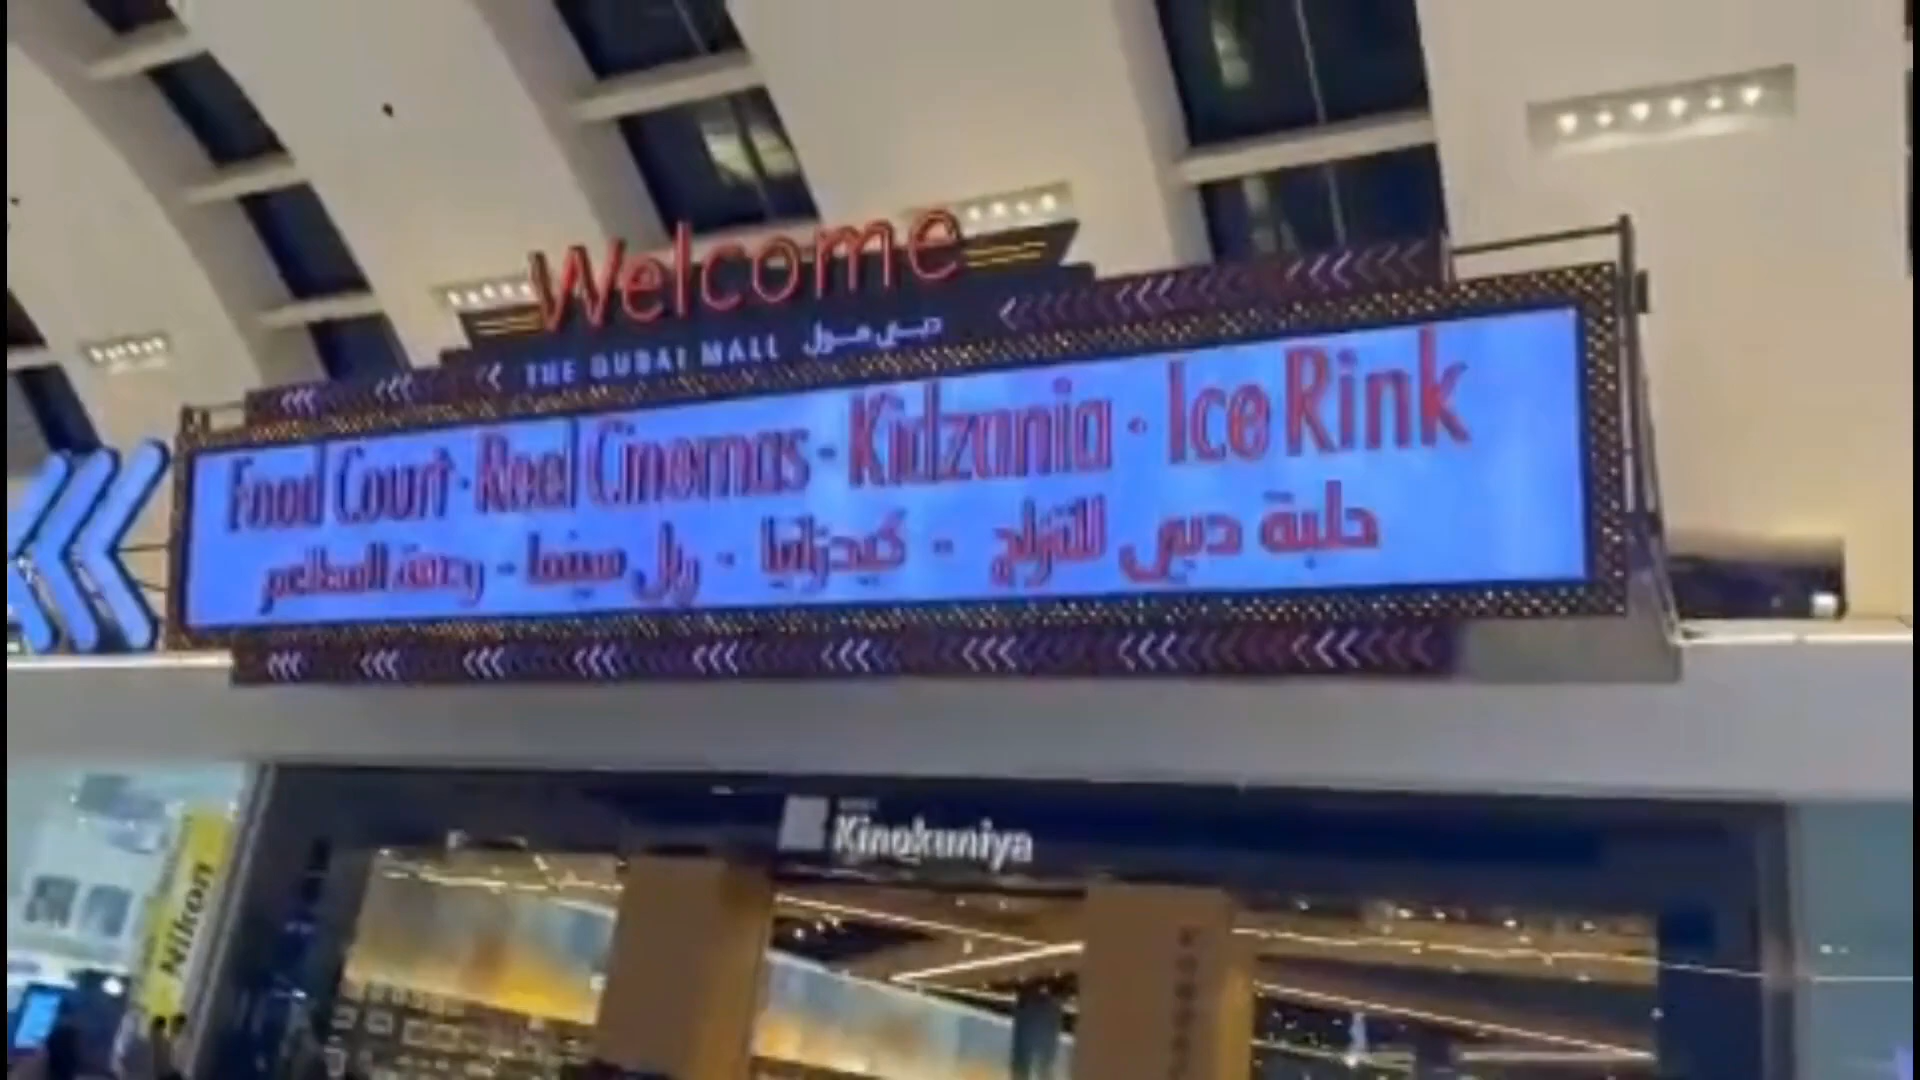 Welcome
THE DUBAI MALL دبي مول
Food Court - Reel Cinemas - Kidzania - Ice Rink
حلبة دبي للتزلج - كيدزانيا - ريل سينما - ردهة المطاعم
Kinokuniya
Nikon